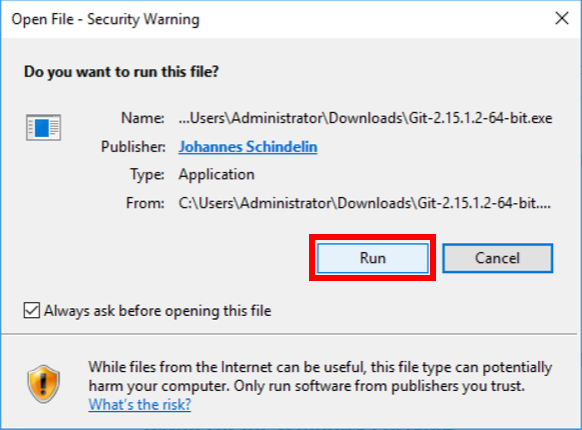 Open File - Security Warning
Do you want to run this file?
Name: ...Users\Administrator\Downloads\Git-2.15.1.2-64-bit.exe
Publisher: Johannes Schindelin
Type: Application
From: C:\Users\Administrator\Downloads\Git-2.15.1.2-64-bit....
Run Cancel
Always ask before opening this file
While files from the Internet can be useful, this file type can potentially
harm your computer. Only run software from publishers you trust.
What's the risk?